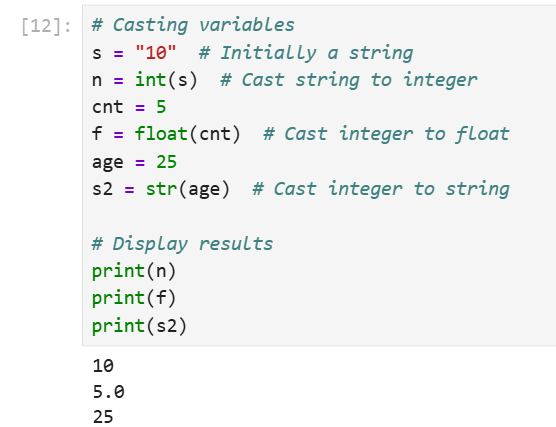 [12]:
# Casting variables
s = "10"  # Initially a string
n = int(s)  # Cast string to integer
cnt = 5
f = float(cnt)  # Cast integer to float
age = 25
s2 = str(age)  # Cast integer to string

# Display results
print(n)
print(f)
print(s2)
10
5.0
25